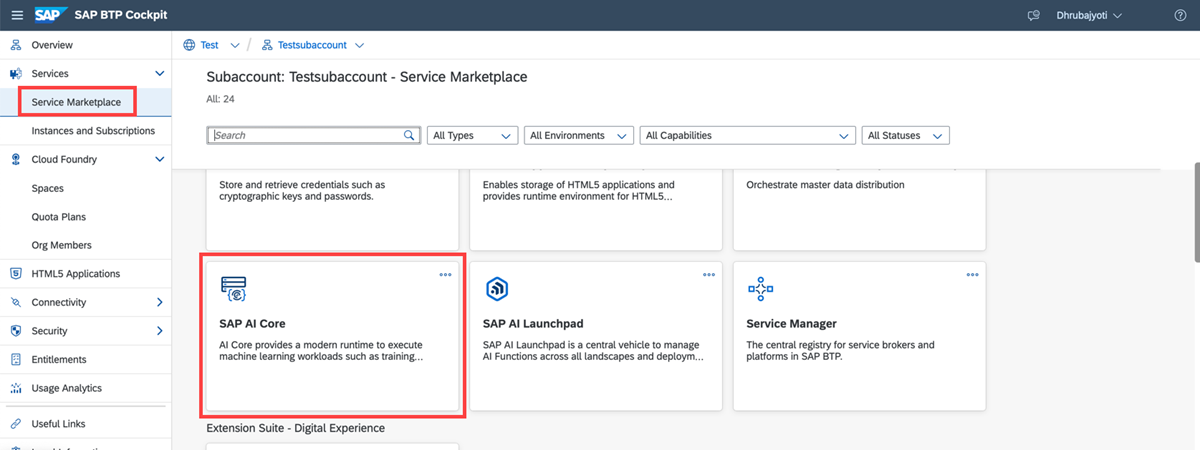 SAP SAP BTP Cockpit
Dhrubajyoti
Overview
Services
Service Marketplace
Instances and Subscriptions
Cloud Foundry
Spaces
Quota Plans
Org Members
HTML5 Applications
Connectivity
Security
Entitlements
Usage Analytics
Useful Links
Test / Testsubaccount
Subaccount: Testsubaccount - Service Marketplace
All: 24
Search All Types All Environments All Capabilities All Statuses
Store and retrieve credentials such as
cryptographic keys and passwords.
Enables storage of HTML5 applications and
provides runtime environment for HTML5...
Orchestrate master data distribution
SAP AI Core
AI Core provides a modern runtime to execute
machine learning workloads such as training...
SAP AI Launchpad
SAP AI Launchpad is a central vehicle to manage
AI Functions across all landscapes and deploym...
Service Manager
The central registry for service brokers and
platforms in SAP BTP.
Extension Suite - Digital Experience